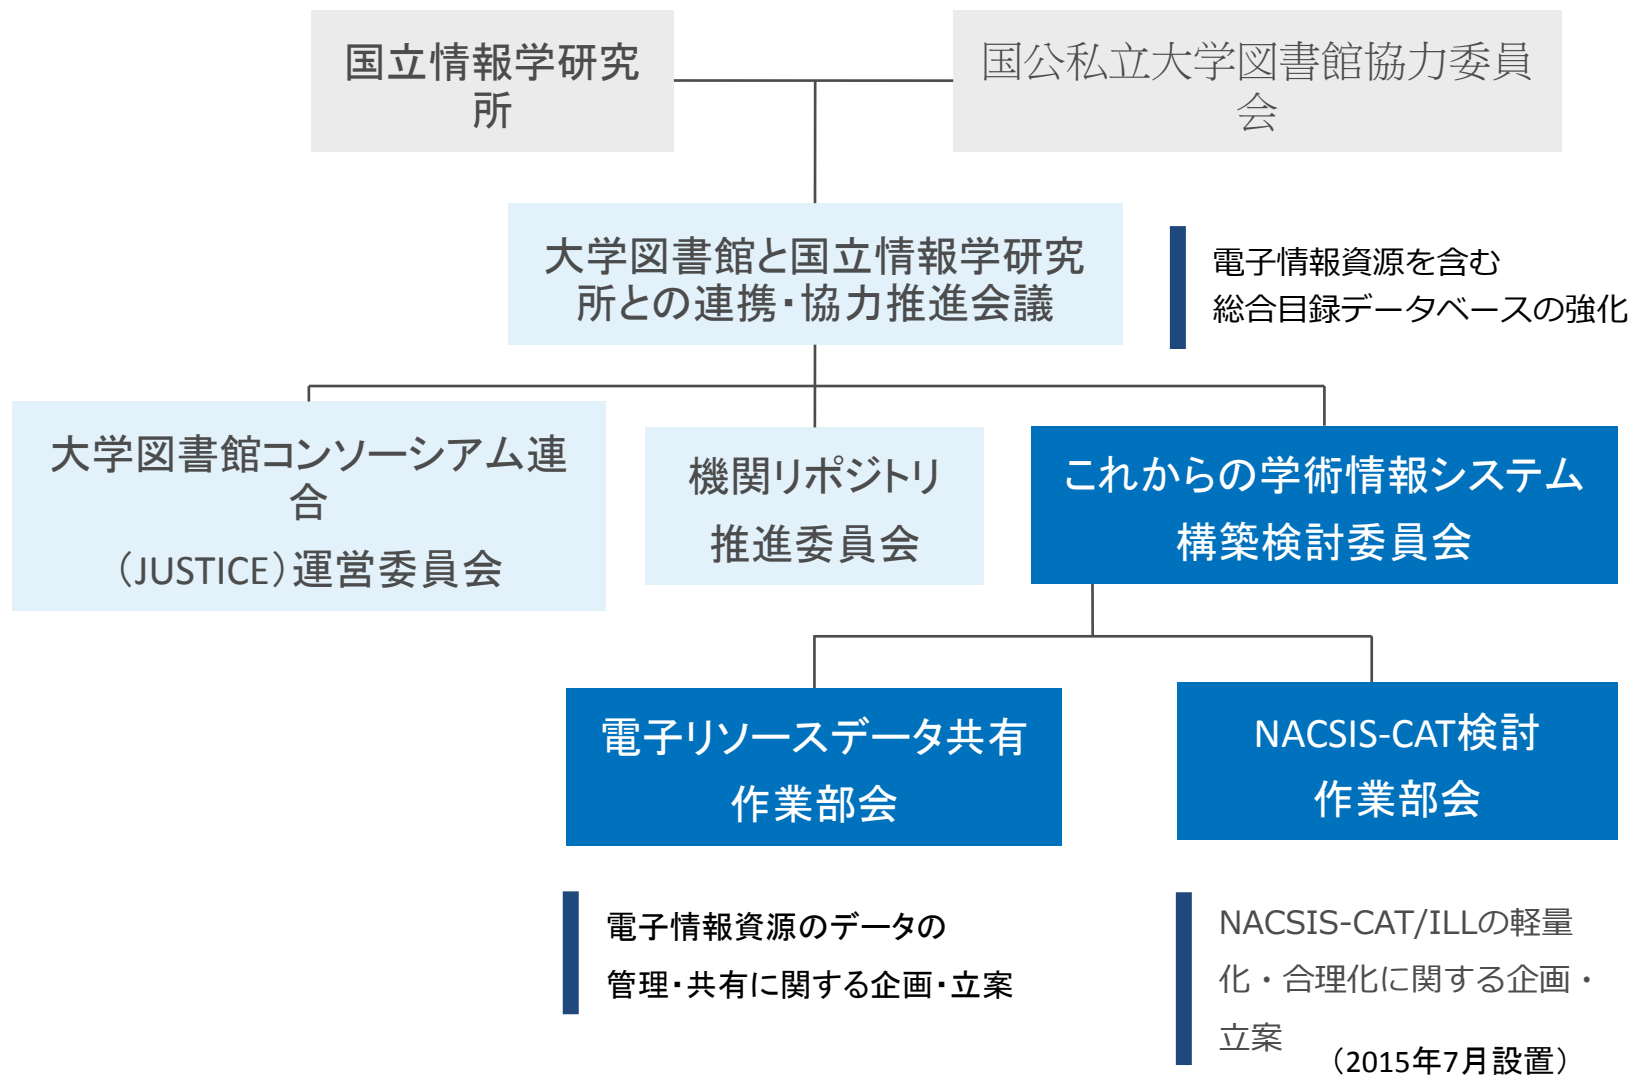 国立情報学研究
所
国公私立大学図書館協力委員
会
大学図書館と国立情報学研究
所との連携・協力推進会議
電子情報資源を含む
総合目録データベースの強化
大学図書館コンソーシアム連
合
（JUSTICE）運営委員会
機関リポジトリ
推進委員会
これからの学術情報システム
構築検討委員会
電子リソースデータ共有
作業部会
NACSIS-CAT検討
作業部会
電子情報資源のデータの
管理・共有に関する企画・立案
NACSIS-CAT/ILLの軽量
化・合理化に関する企画・
立案
（2015年7月設置）